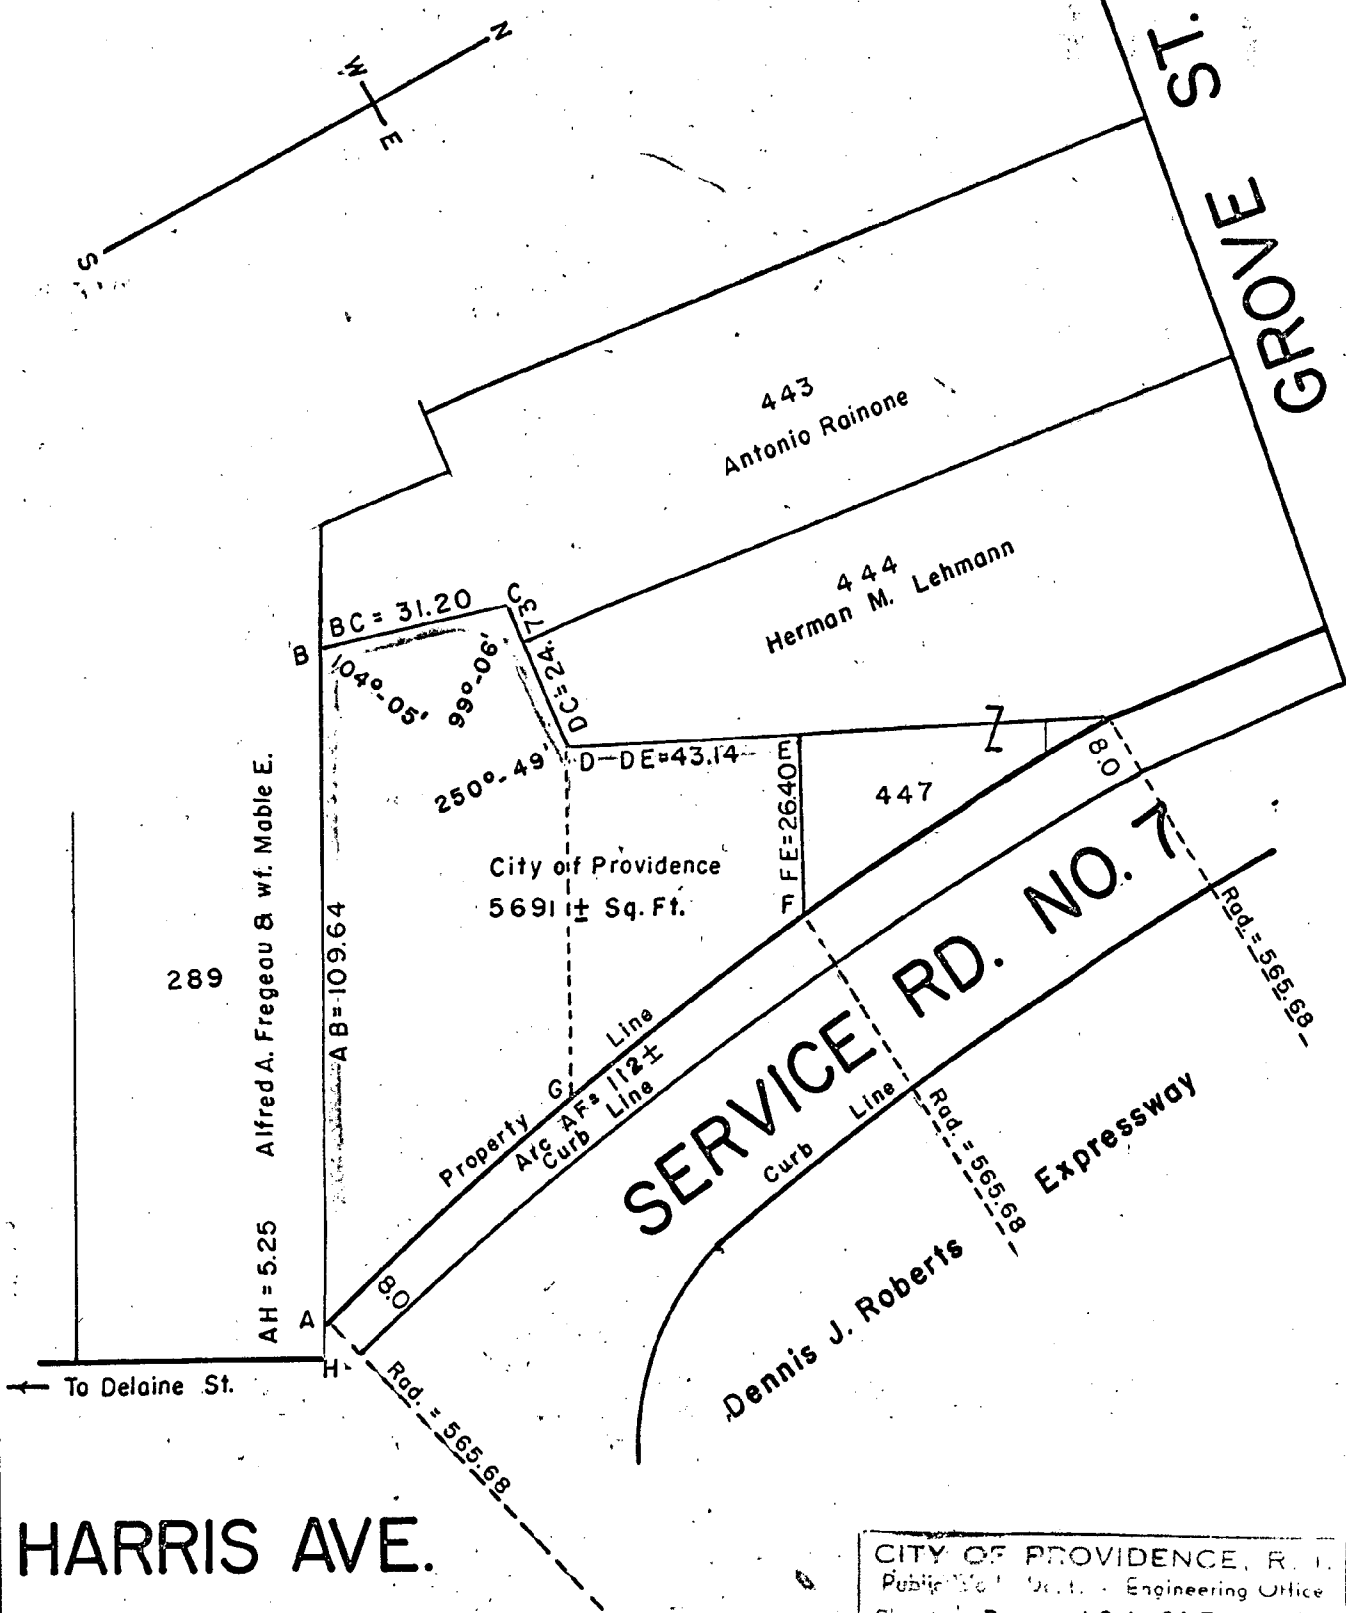 N
W
E
S
GROVE ST.
443
Antonio Rainone
444
Herman M. Lehmann
BC = 31.20
C
B
DC = 24.73
104°-05'
99°-06'
250°-49'
D-DE=43.14
E
Z
8.0
447
FE=26.40
F
City of Providence
5691 ± Sq. Ft.
289
Alfred A. Fregeau & wf. Mable E.
AB=109.64
AH = 5.25
G
Property Line
Arc AF= 112±
Curb Line
SERVICE RD. NO. 7
Curb Line
Rad. = 565.68
Rad. = 565.68
Dennis J. Roberts Expressway
A
8.0
H
Rad. = 565.68
← To Delaine St.
HARRIS AVE.
CITY OF PROVIDENCE, R. I.
Engineering Office